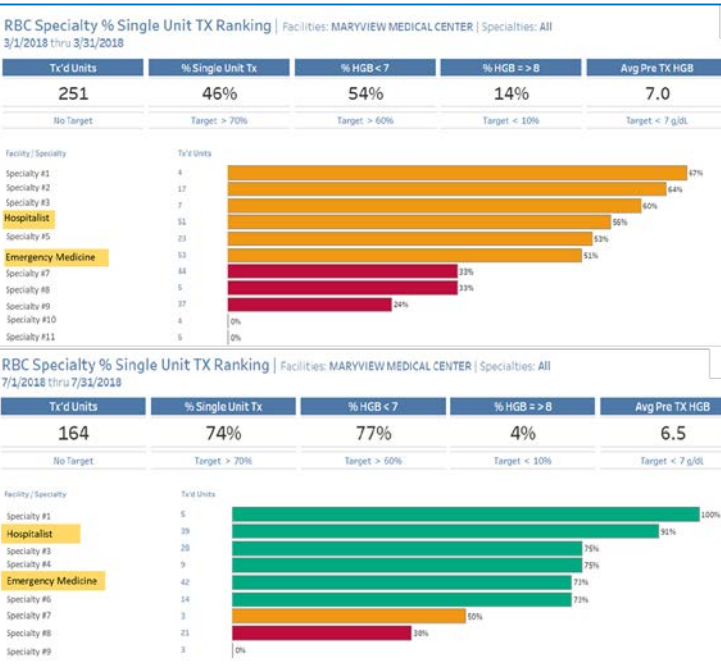 RBC Specialty % Single Unit TX Ranking | Facilities: MARYVIEW MEDICAL CENTER | Specialties: All
3/1/2018 thru 3/31/2018
Tx'd Units % Single Unit Tx % HGB < 7 % HGB = > 8 Avg Pre TX HGB
251 46% 54% 14% 7.0
No Target Target > 70% Target > 60% Target < 10% Target < 7 g/dL
Facility / Specialty Tx'd Units
Specialty #1 4 67%
Specialty #2 17 64%
Specialty #3 7 60%
Hospitalist 51 55%
Specialty #5 23 53%
Emergency Medicine 53 51%
Specialty #7 44 33%
Specialty #8 5 33%
Specialty #9 37 24%
Specialty #10 4 0%
Specialty #11 6 0%
RBC Specialty % Single Unit TX Ranking | Facilities: MARYVIEW MEDICAL CENTER | Specialties: All
7/1/2018 thru 7/31/2018
Tx'd Units % Single Unit Tx % HGB < 7 % HGB = > 8 Avg Pre TX HGB
164 74% 77% 4% 6.5
No Target Target > 70% Target > 60% Target < 10% Target < 7 g/dL
Facility / Specialty Tx'd Units
Specialty #1 5 100%
Hospitalist 39 91%
Specialty #3 20 75%
Specialty #4 9 75%
Emergency Medicine 42 73%
Specialty #6 14 73%
Specialty #7 3 50%
Specialty #8 21 38%
Specialty #9 3 0%